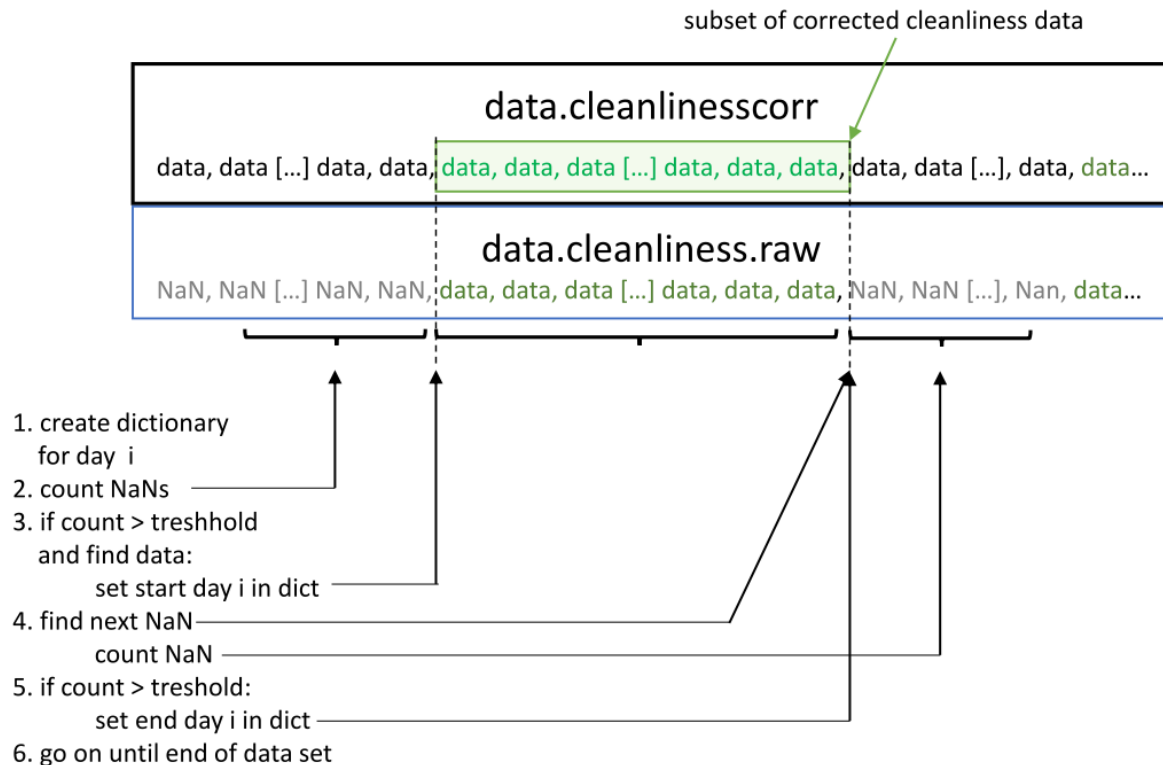 subset of corrected cleanliness data
data.cleanlinesscorr
data, data [...] data, data, data, data, data [...] data, data, data, data, data [...], data, data...
data.cleanliness.raw
NaN, NaN [...] NaN, NaN, data, data, data [...] data, data, data, NaN, NaN [...], Nan, data...
1. create dictionary
for day i
2. count NaNs
3. if count > treshhold
and find data:
set start day i in dict
4. find next NaN
count NaN
5. if count > treshold:
set end day i in dict
6. go on until end of data set